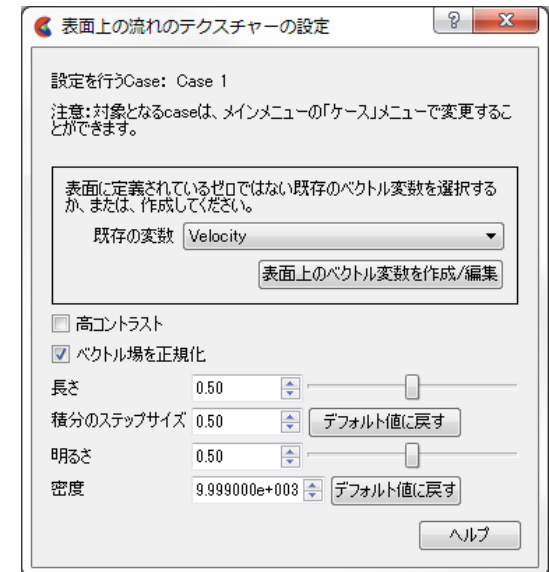 表面上の流れのテクスチャーの設定
設定を行うCase: Case 1
注意:対象となるcaseは、メインメニューの「ケース」メニューで変更するこ
とができます。
表面に定義されているゼロではない既存のベクトル変数を選択する
か、または、作成してください。
既存の変数 Velocity
表面上のベクトル変数を作成/編集
高コントラスト
ベクトル場を正規化
長さ 0.50
積分のステップサイズ 0.50 デフォルト値に戻す
明るさ 0.50
密度 9.999000e+003 デフォルト値に戻す
ヘルプ